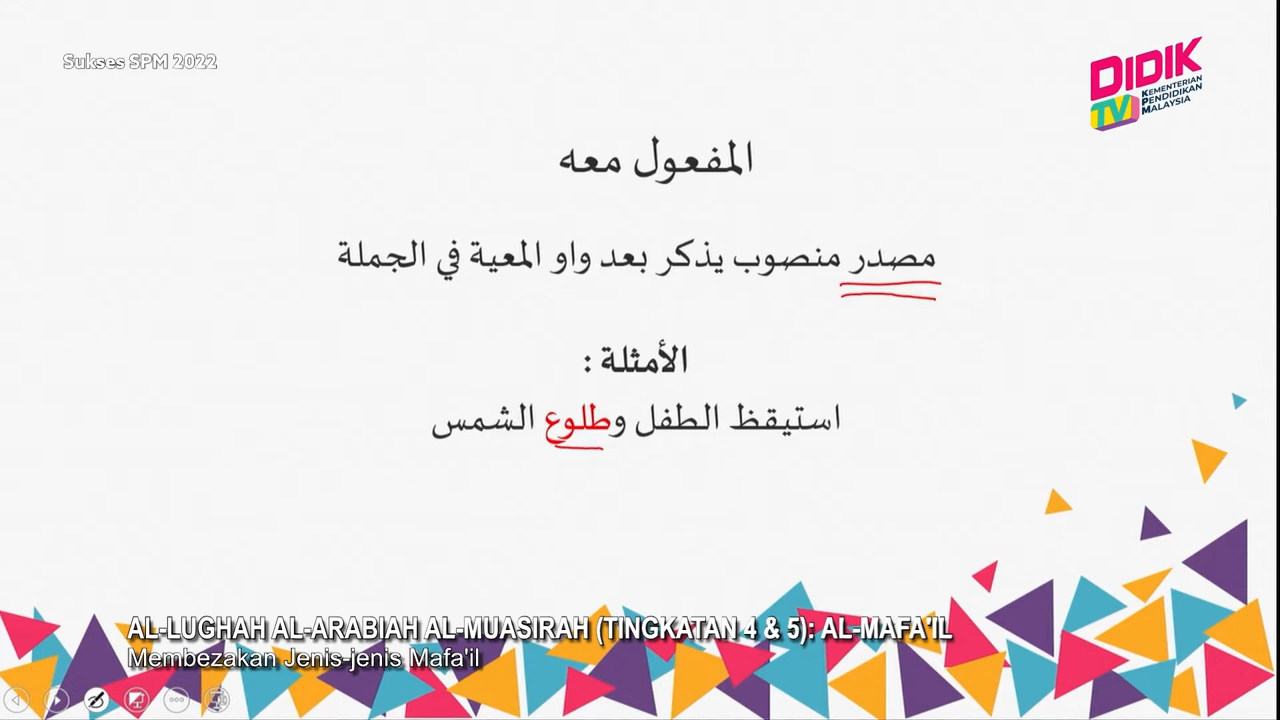 Sukses SPM 2022
DIDIK
TV
KEMENTERIAN
PENDIDIKAN
MALAYSIA
المفعول معه
مصدر منصوب يذكر بعد واو المعية في الجملة
الأمثلة :
استيقظ الطفل وطلوع الشمس
AL-LUGHAH AL-ARABIAH AL-MUASIRAH (TINGKATAN 4 & 5): AL-MAFA'IL
Membezakan Jenis-jenis Mafa'il